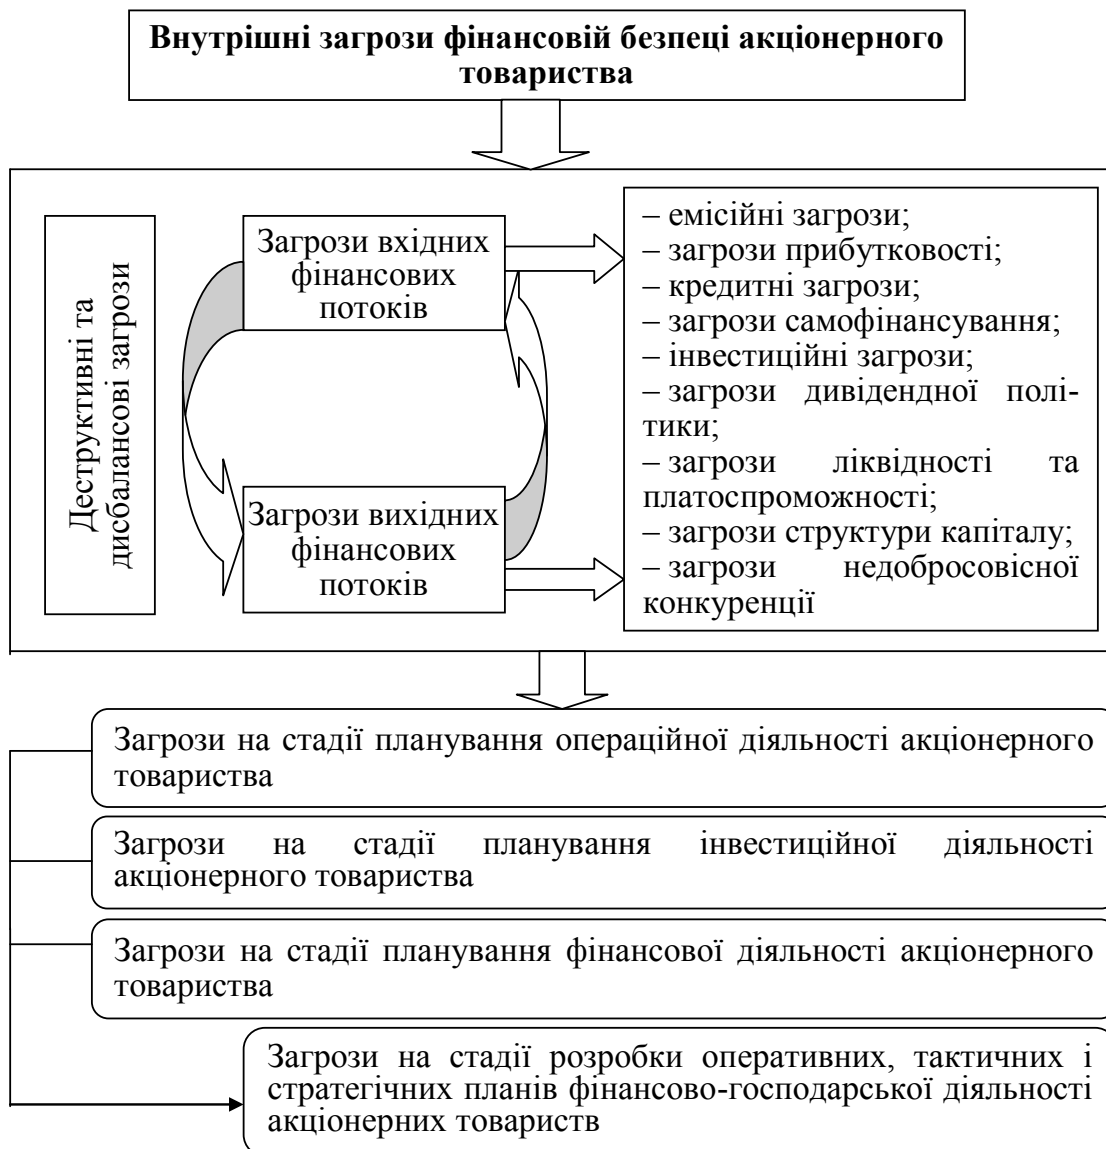 Внутрішні загрози фінансовій безпеці акціонерного
товариства
Деструктивні та
дисбалансові загрози
Загрози вхідних
фінансових
потоків
Загрози вихідних
фінансових
потоків
– емісійні загрози;
– загрози прибутковості;
– кредитні загрози;
– загрози самофінансування;
– інвестиційні загрози;
– загрози дивідендної полі-
тики;
– загрози ліквідності та
платоспроможності;
– загрози структури капіталу;
– загрози недобросовісної
конкуренції
Загрози на стадії планування операційної діяльності акціонерного
товариства
Загрози на стадії планування інвестиційної діяльності
акціонерного товариства
Загрози на стадії планування фінансової діяльності акціонерного
товариства
Загрози на стадії розробки оперативних, тактичних і
стратегічних планів фінансово-господарської діяльності
акціонерних товариств